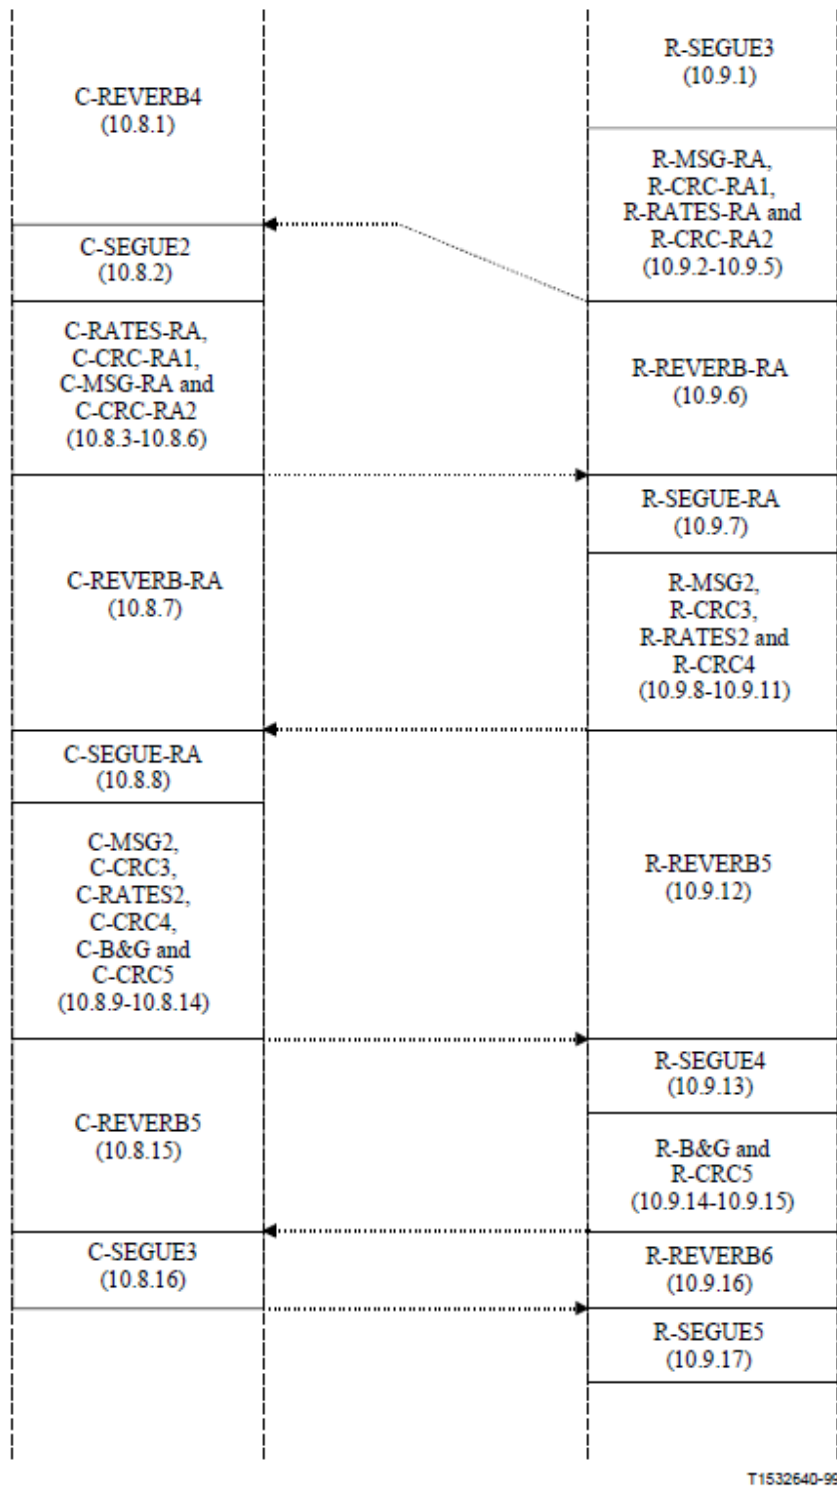 C-REVERB4
(10.8.1)
C-SEGUE2
(10.8.2)
C-RATES-RA,
C-CRC-RA1,
C-MSG-RA and
C-CRC-RA2
(10.8.3-10.8.6)
C-REVERB-RA
(10.8.7)
C-SEGUE-RA
(10.8.8)
C-MSG2,
C-CRC3,
C-RATES2,
C-CRC4,
C-B&G and
C-CRC5
(10.8.9-10.8.14)
C-REVERB5
(10.8.15)
C-SEGUE3
(10.8.16)
R-SEGUE3
(10.9.1)
R-MSG-RA,
R-CRC-RA1,
R-RATES-RA and
R-CRC-RA2
(10.9.2-10.9.5)
R-REVERB-RA
(10.9.6)
R-SEGUE-RA
(10.9.7)
R-MSG2,
R-CRC3,
R-RATES2 and
R-CRC4
(10.9.8-10.9.11)
R-REVERB5
(10.9.12)
R-SEGUE4
(10.9.13)
R-B&G and
R-CRC5
(10.9.14-10.9.15)
R-REVERB6
(10.9.16)
R-SEGUE5
(10.9.17)
T1532640-99